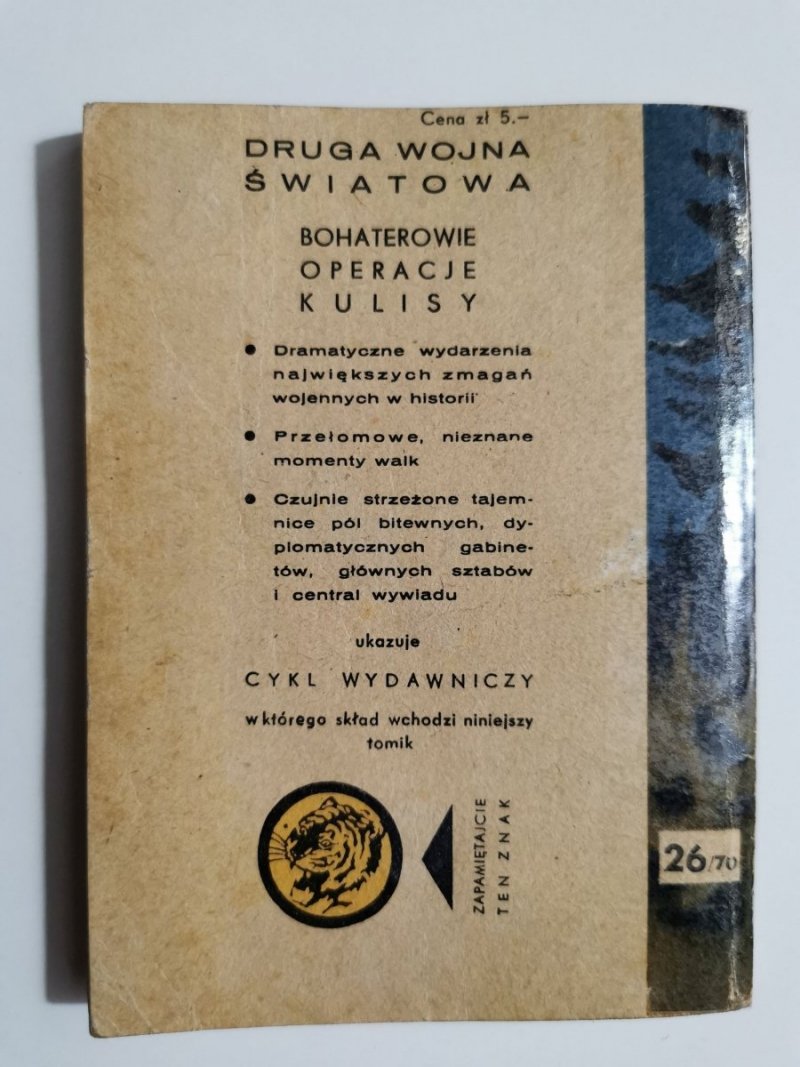 Cena zł 5.–
DRUGA WOJNA
ŚWIATOWA
BOHATEROWIE
OPERACJE
KULISY
● Dramatyczne wydarzenia
największych zmagań
wojennych w historii
● Przełomowe, nieznane
momenty walk
● Czujnie strzeżone tajem-
nice pól bitewnych, dy-
plomatycznych gabine-
tów, głównych sztabów
i central wywiadu
ukazuje
CYKL WYDAWNICZY
w którego skład wchodzi niniejszy
tomik
ZAPAMIĘTAJCIE
TEN ZNAK
26/70